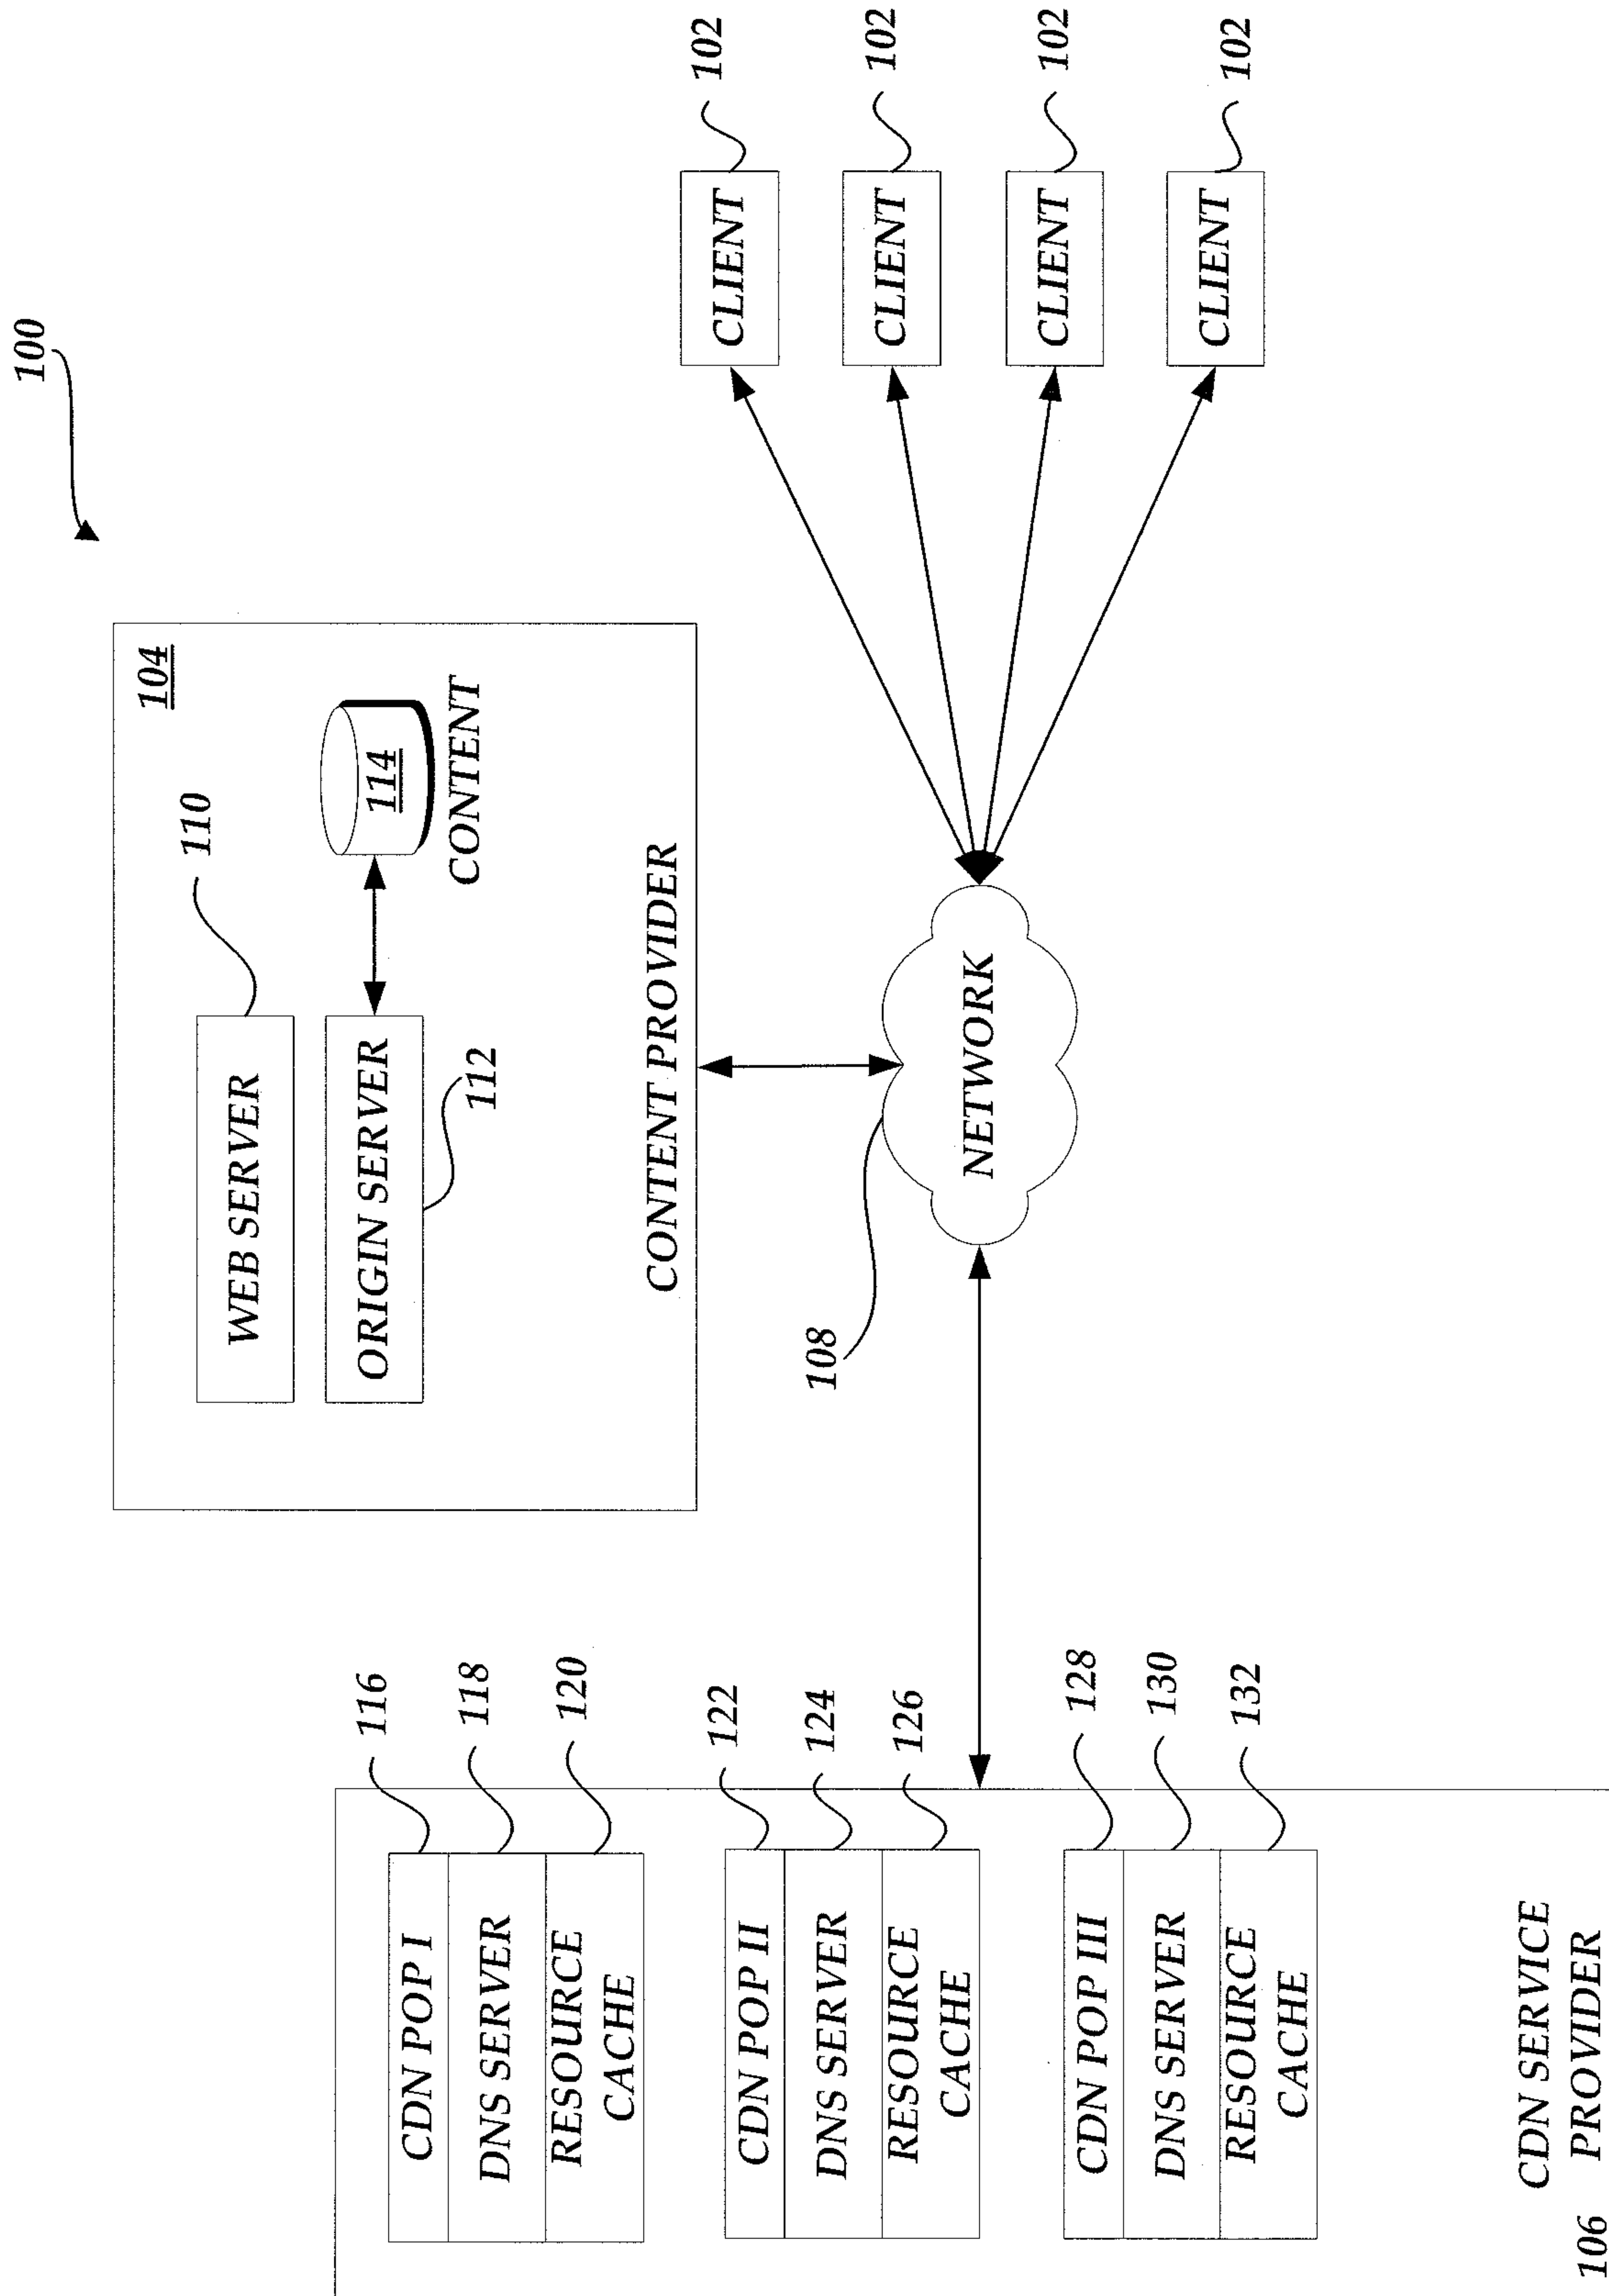 100
104
110
WEB SERVER
ORIGIN SERVER
112
114
CONTENT
CONTENT PROVIDER
116
CDN POP I
118
DNS SERVER
120
RESOURCE
CACHE
122
CDN POP II
124
DNS SERVER
126
RESOURCE
CACHE
128
CDN POP III
130
DNS SERVER
132
RESOURCE
CACHE
CDN SERVICE
106 PROVIDER
108
NETWORK
CLIENT
102
CLIENT
102
CLIENT
102
CLIENT
102